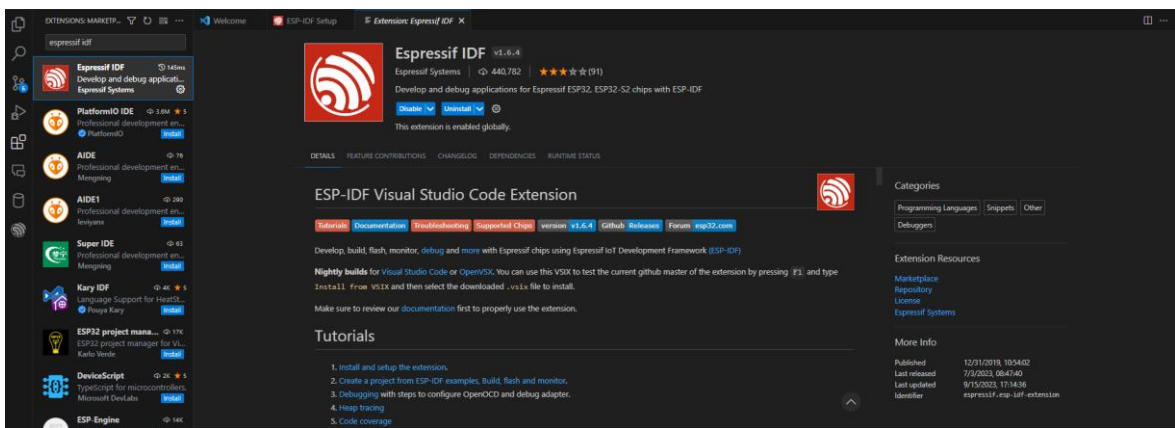 EXTENSIONS: MARKETP...
espressif idf
Espressif IDF 145ms
Develop and debug applicati...
Espressif Systems
PlatformIO IDE 3.8M ★ 5
Professional development en...
PlatformIO Install
AIDE 76
Professional development en...
Mengning Install
AIDE1 290
Professional development en...
leviyanx Install
Super IDE 63
Professional development en...
Mengning Install
Kary IDF 4K ★ 5
Language Support for HeatSt...
Pouya Kary Install
ESP32 project mana... 17K
ESP32 project manager for Vi...
Karlo Verde Install
DeviceScript 2K ★ 5
TypeScript for microcontrollers.
Microsoft DevLabs Install
ESP-Engine 14K
Welcome
ESP-IDF Setup
Extension: Espressif IDF ×
Espressif IDF v1.6.4
Espressif Systems | 440,782 | ★★★☆☆(91)
Develop and debug applications for Espressif ESP32, ESP32-S2 chips with ESP-IDF
Disable Uninstall
This extension is enabled globally.
DETAILS FEATURE CONTRIBUTIONS CHANGELOG DEPENDENCIES RUNTIME STATUS
ESP-IDF Visual Studio Code Extension
Tutorials Documentation Troubleshooting Supported Chips version v1.6.4 Github Releases Forum esp32.com
Develop, build, flash, monitor, debug and more with Espressif chips using Espressif IoT Development Framework (ESP-IDF)
Nightly builds for Visual Studio Code or OpenVSX. You can use this VSIX to test the current github master of the extension by pressing F1 and type
Install from VSIX and then select the downloaded .vsix file to install.
Make sure to review our documentation first to properly use the extension.
Tutorials
1. Install and setup the extension.
2. Create a project from ESP-IDF examples, Build, flash and monitor.
3. Debugging with steps to configure OpenOCD and debug adapter.
4. Heap tracing
5. Code coverage
Categories
Programming Languages Snippets Other
Debuggers
Extension Resources
Marketplace
Repository
License
Espressif Systems
More Info
Published 12/31/2019, 10:54:02
Last released 7/3/2023, 08:47:40
Last updated 9/15/2023, 17:14:36
Identifier espressif.esp-idf-extension